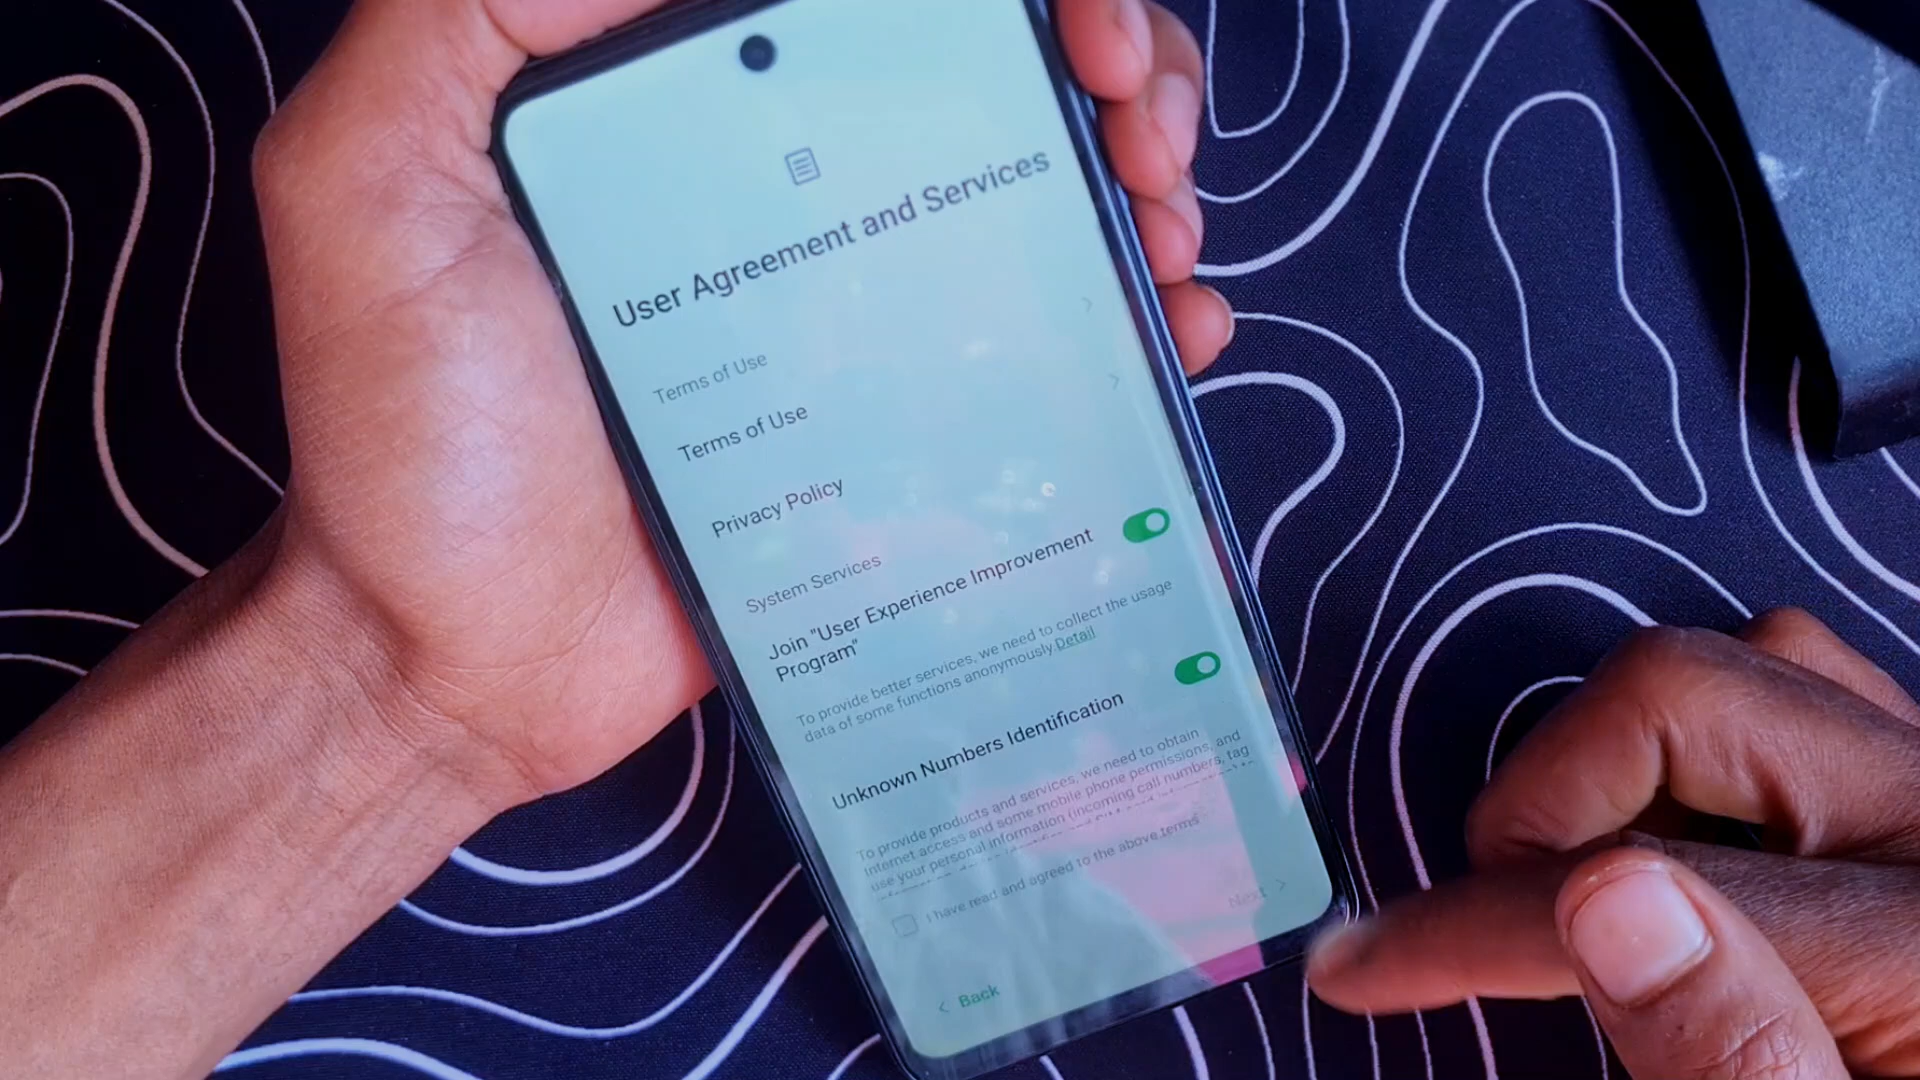 User Agreement and Services
Terms of Use
Terms of Use
Privacy Policy
System Services
Join "User Experience Improvement
Program"
To provide better services, we need to collect the usage
data of some functions anonymously Detail
Unknown Numbers Identification
To provide products and services, we need to obtain
Internet access and some mobile phone permissions, and
use your personal information (incoming call numbers, tag
I have read and agreed to the above terms
Next
Back